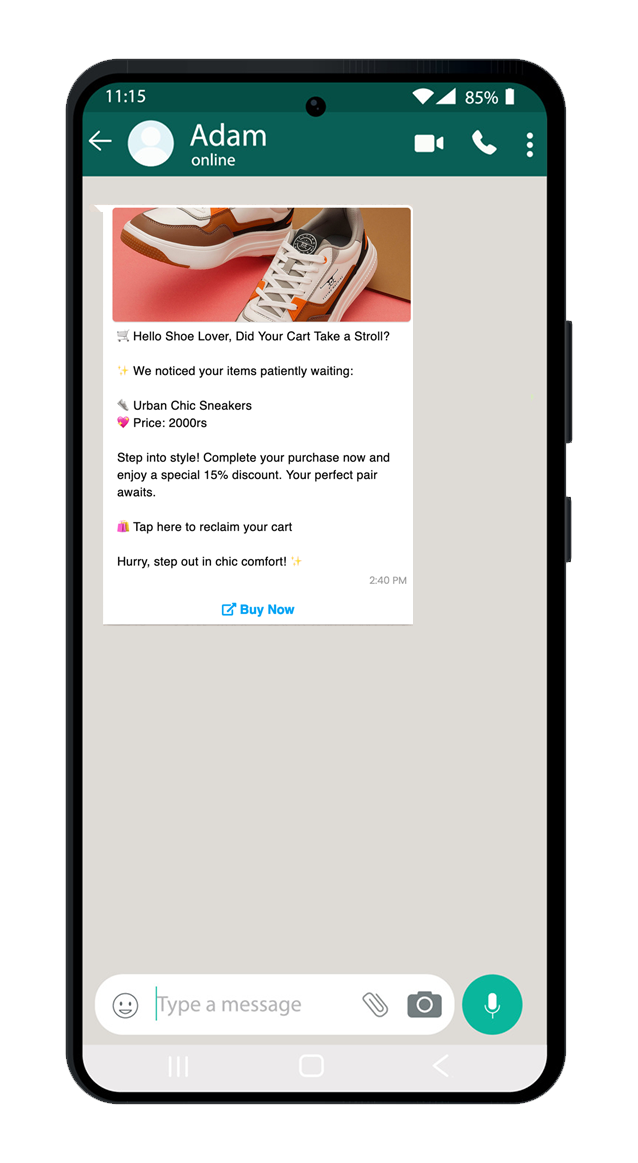 11:15
85%
Adam
online
🛒 Hello Shoe Lover, Did Your Cart Take a Stroll?
✨ We noticed your items patiently waiting:
👟 Urban Chic Sneakers
💖 Price: 2000rs
Step into style! Complete your purchase now and
enjoy a special 15% discount. Your perfect pair
awaits.
🛍️ Tap here to reclaim your cart
Hurry, step out in chic comfort! ✨
2:40 PM
Buy Now
Type a message